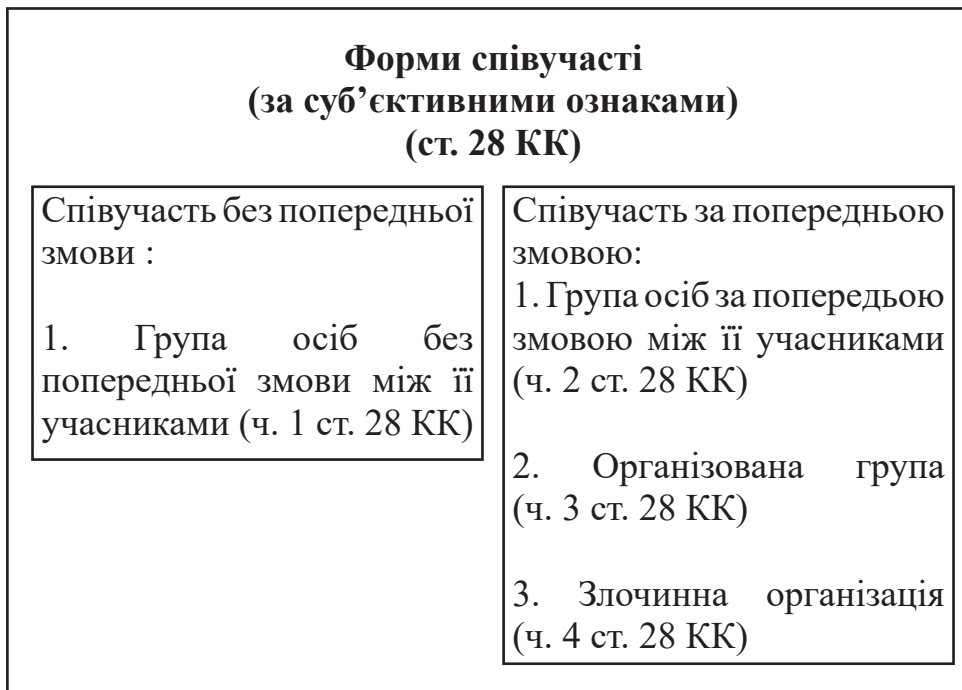 Форми співучасті
(за суб’єктивними ознаками)
(ст. 28 КК)
Співучасть без попередньої
змови :
1. Група осіб без
попередньої змови між її
учасниками (ч. 1 ст. 28 КК)
Співучасть за попередньою
змовою:
1. Група осіб за попередьою
змовою між її учасниками
(ч. 2 ст. 28 КК)
2. Організована група
(ч. 3 ст. 28 КК)
3. Злочинна організація
(ч. 4 ст. 28 КК)